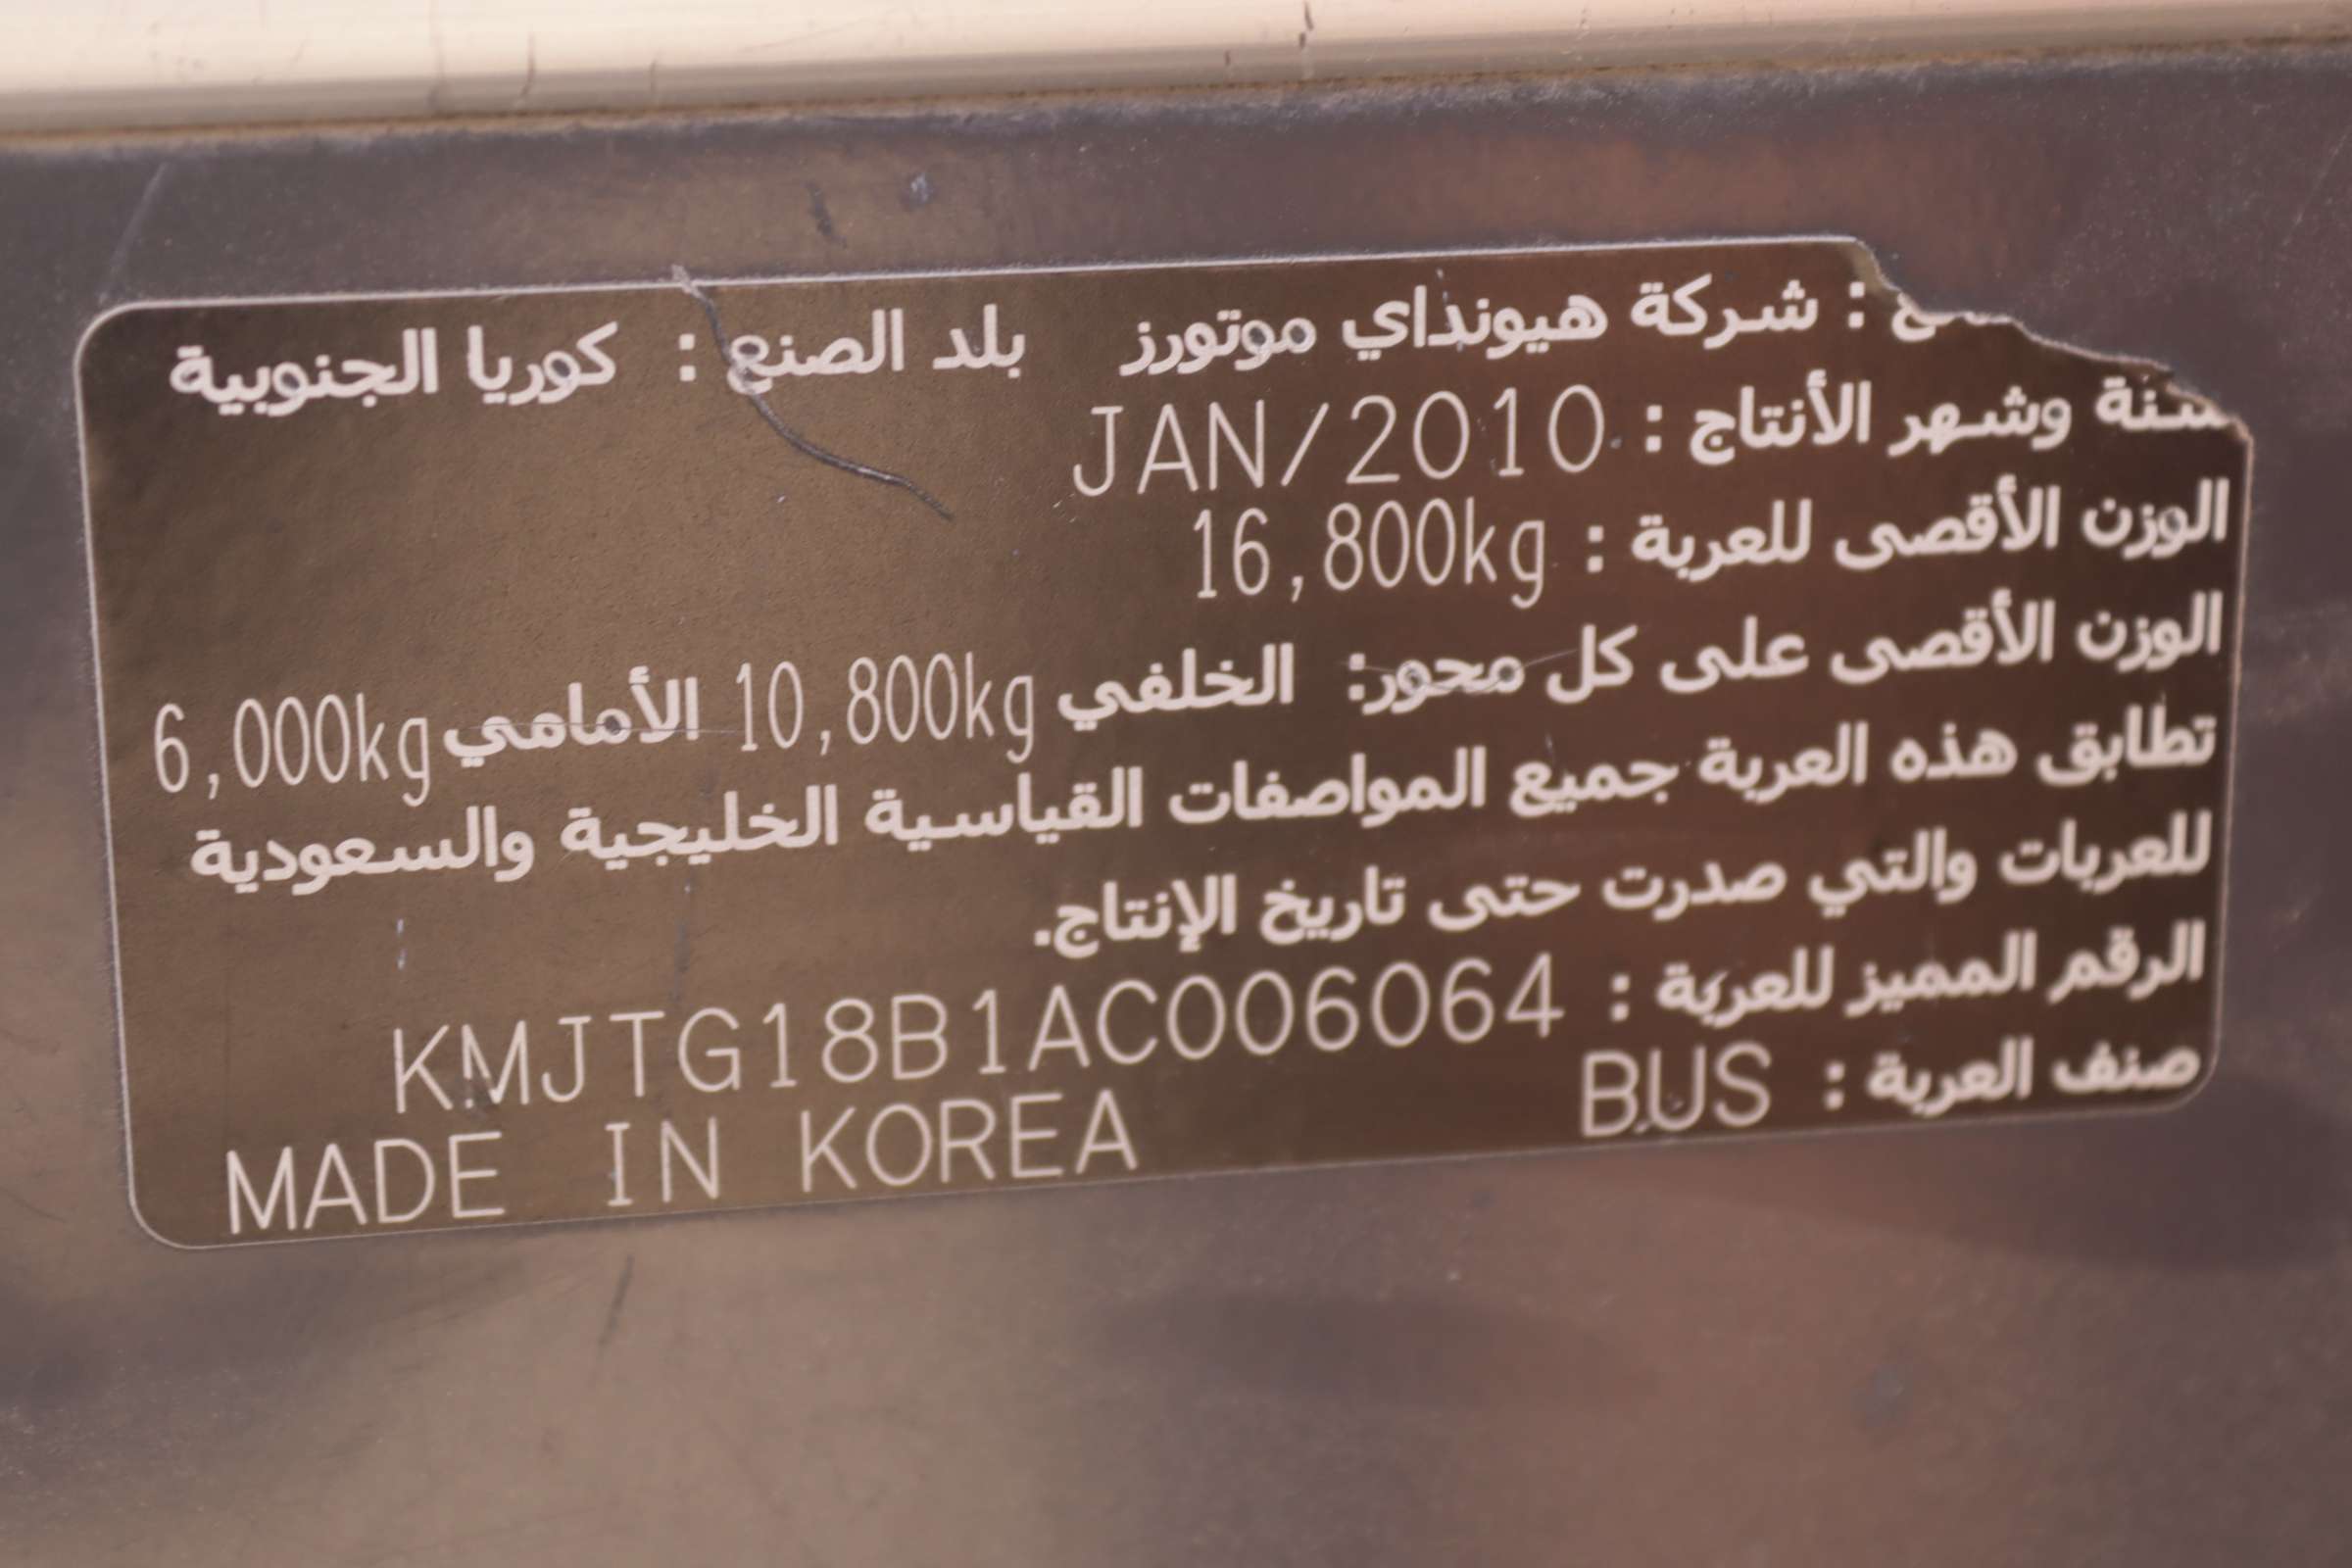 : شركة هيونداي موتورز بلد الصنع : كوريا الجنوبية
سنة وشهر الأنتاج : JAN/2010
الوزن الأقصى للعربة : 16,800kg
الوزن الأقصى على كل محور: الخلفي 10,800kg الأمامي 6,000kg
تطابق هذه العربة جميع المواصفات القياسية الخليجية والسعودية
للعربات والتي صدرت حتى تاريخ الإنتاج.
الرقم المميز للعربة : KMJTG18B1AC006064
صنف العربة : BUS MADE IN KOREA